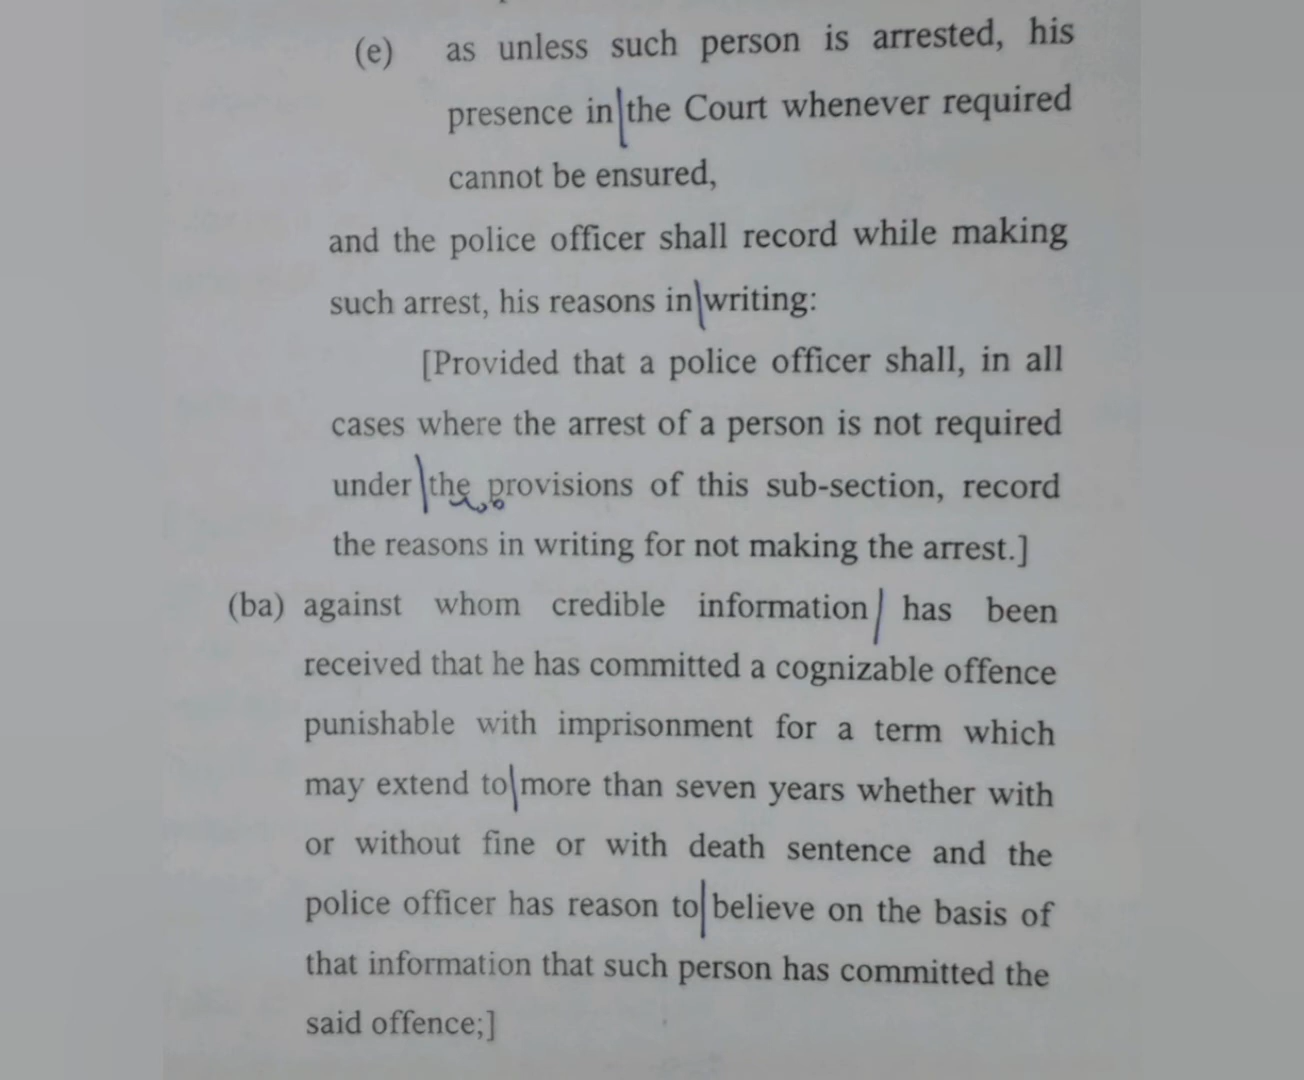 (e) as unless such person is arrested, his
presence in the Court whenever required
cannot be ensured,
and the police officer shall record while making
such arrest, his reasons in writing:
[Provided that a police officer shall, in all
cases where the arrest of a person is not required
under the provisions of this sub-section, record
the reasons in writing for not making the arrest.]
(ba) against whom credible information has been
received that he has committed a cognizable offence
punishable with imprisonment for a term which
may extend to more than seven years whether with
or without fine or with death sentence and the
police officer has reason to believe on the basis of
that information that such person has committed the
said offence;]